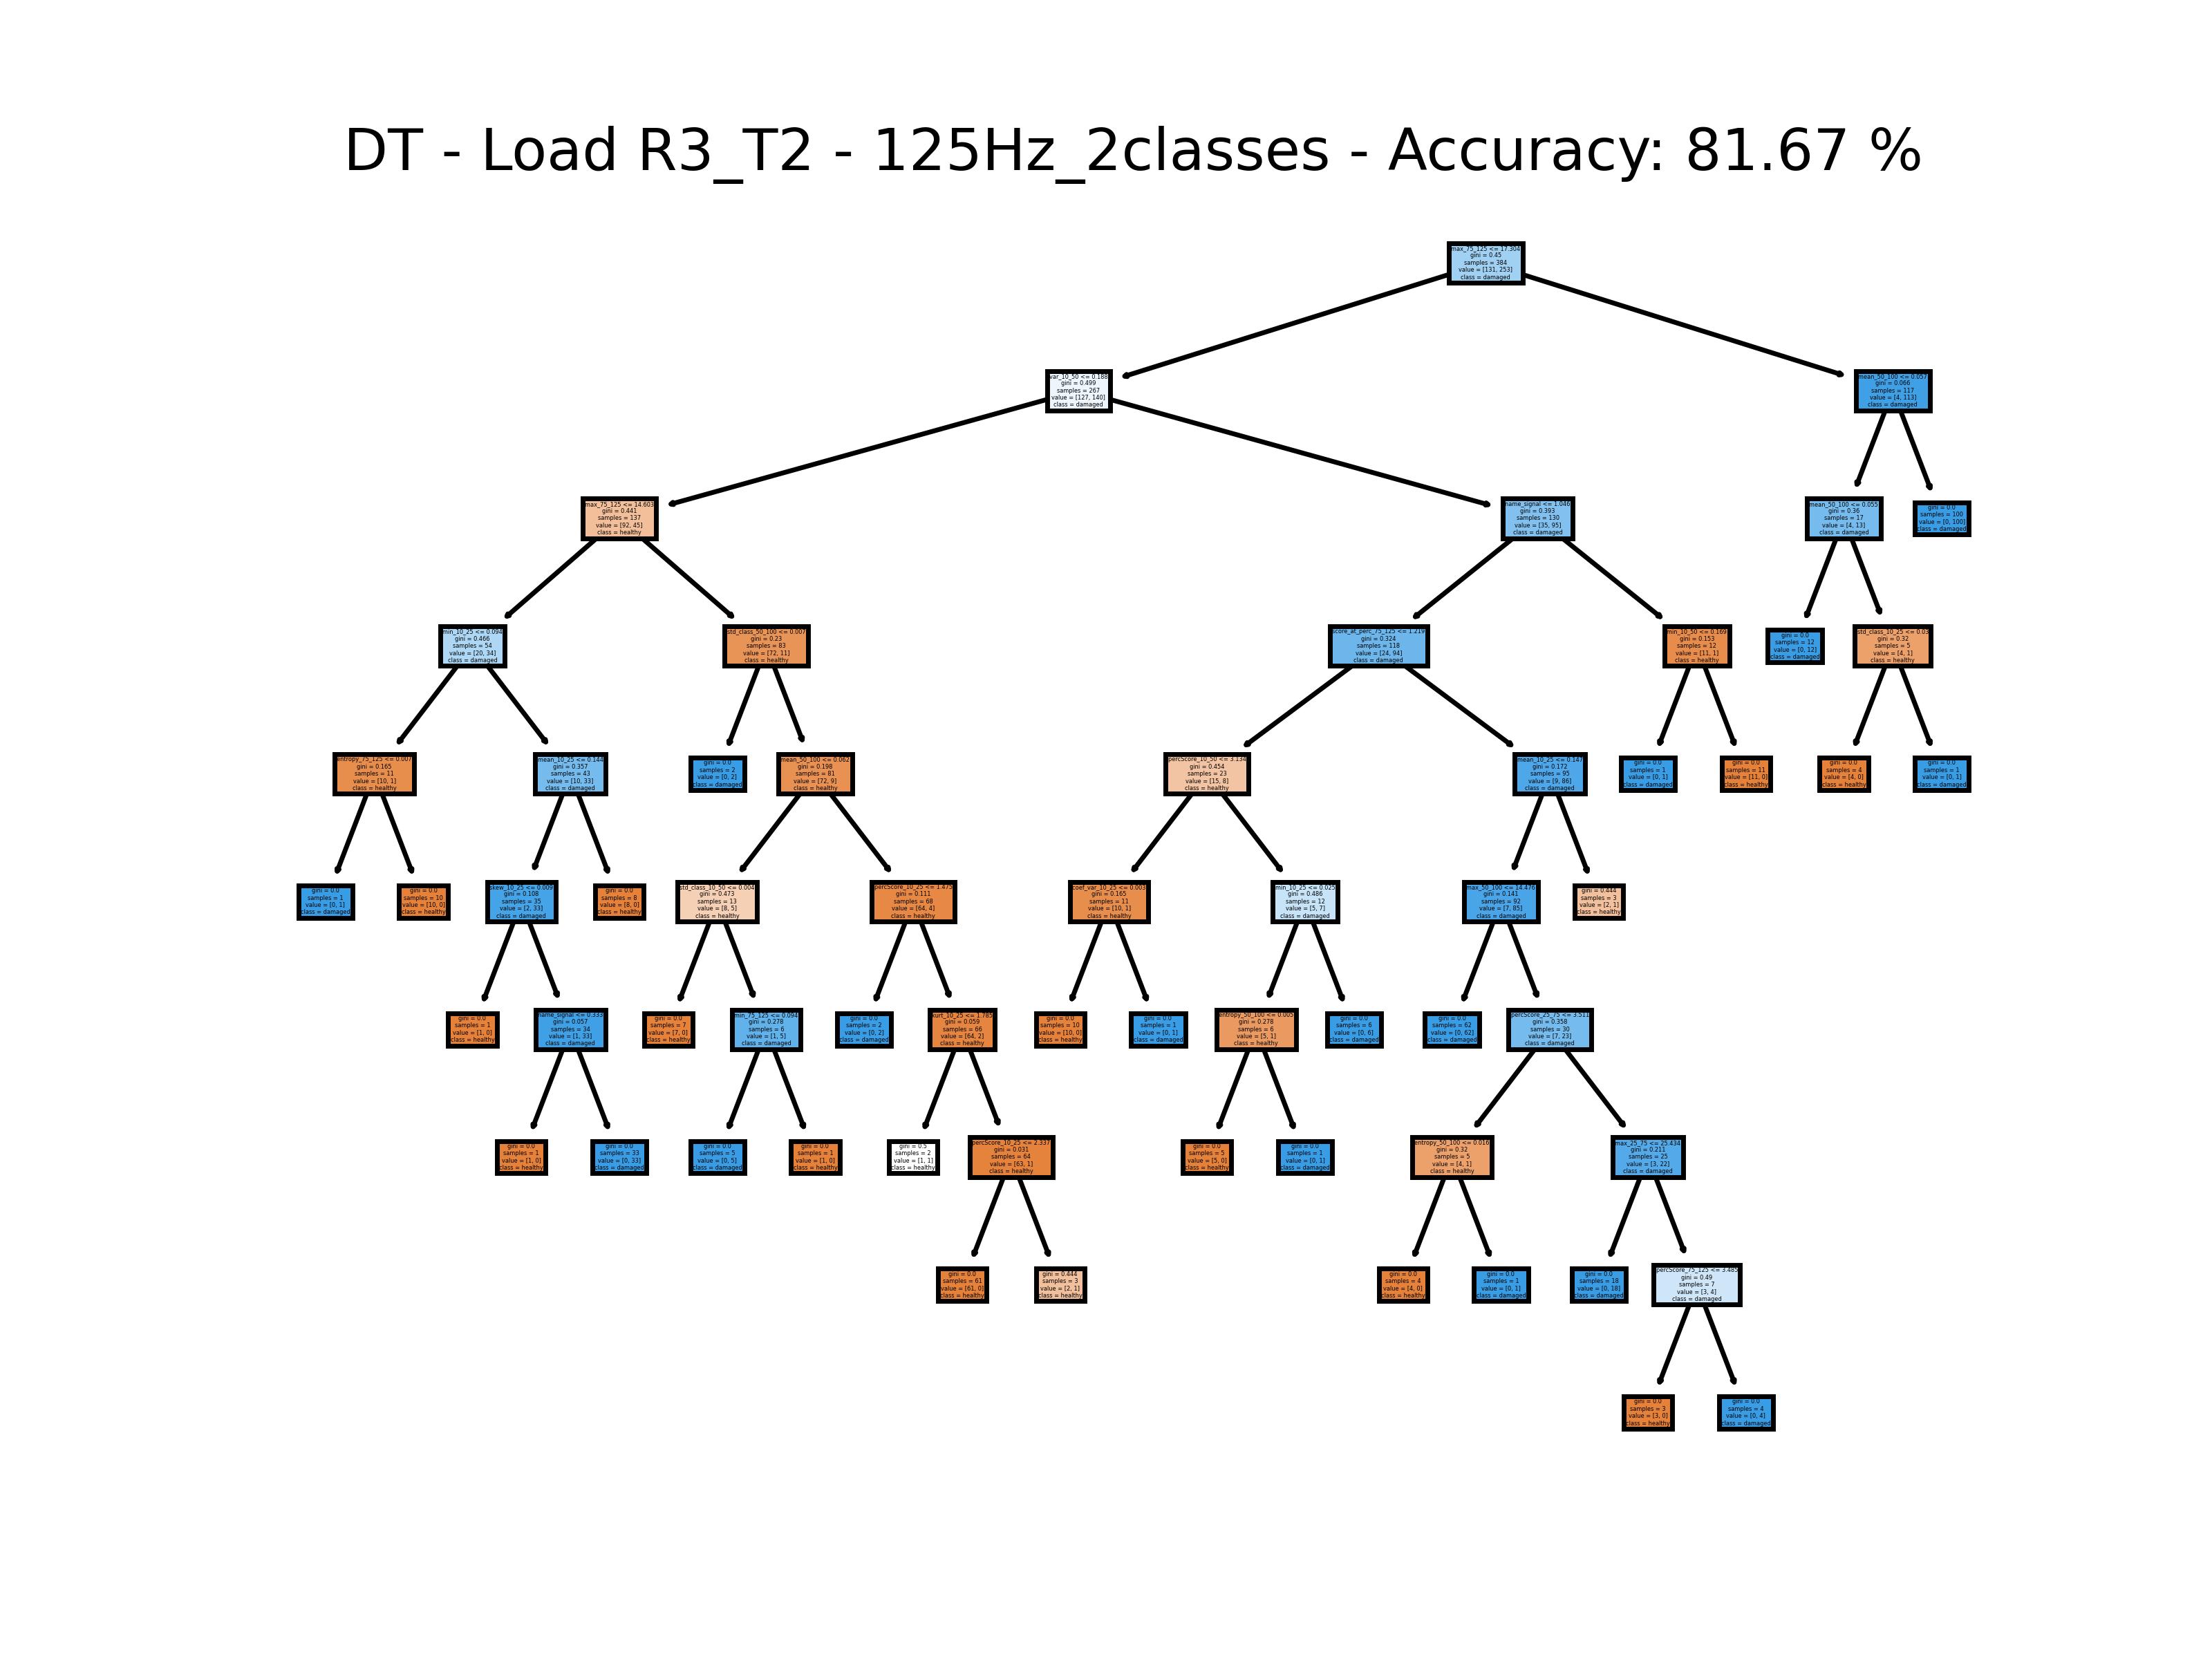 DT - Load R3_T2 - 125Hz_2classes - Accuracy: 81.67 %
max_75_125 <= 17.304
gini = 0.45
samples = 384
value = [131, 253]
class = damaged
var_10_50 <= 0.188
gini = 0.499
samples = 267
value = [127, 140]
class = damaged
mean_50_100 <= 0.057
gini = 0.066
samples = 117
value = [4, 113]
class = damaged
max_75_125 <= 14.603
gini = 0.441
samples = 137
value = [92, 45]
class = healthy
name_signal <= 1.046
gini = 0.393
samples = 130
value = [35, 95]
class = damaged
mean_50_100 <= 0.055
gini = 0.36
samples = 17
value = [4, 13]
class = damaged
gini = 0.0
samples = 100
value = [0, 100]
class = damaged
min_10_25 <= 0.094
gini = 0.466
samples = 54
value = [20, 34]
class = damaged
std_class_50_100 <= 0.007
gini = 0.23
samples = 83
value = [72, 11]
class = healthy
score_at_perc_75_125 <= 1.219
gini = 0.324
samples = 118
value = [24, 94]
class = damaged
min_10_50 <= 0.169
gini = 0.153
samples = 12
value = [11, 1]
class = healthy
gini = 0.0
samples = 12
value = [0, 12]
class = damaged
std_class_10_25 <= 0.03
gini = 0.32
samples = 5
value = [4, 1]
class = healthy
entropy_75_125 <= 0.007
gini = 0.165
samples = 11
value = [10, 1]
class = healthy
mean_10_25 <= 0.144
gini = 0.357
samples = 43
value = [10, 33]
class = damaged
gini = 0.0
samples = 2
value = [0, 2]
class = damaged
mean_50_100 <= 0.062
gini = 0.198
samples = 81
value = [72, 9]
class = healthy
percScore_10_50 <= 3.134
gini = 0.454
samples = 23
value = [15, 8]
class = healthy
mean_10_25 <= 0.147
gini = 0.172
samples = 95
value = [9, 86]
class = damaged
gini = 0.0
samples = 1
value = [0, 1]
class = damaged
gini = 0.0
samples = 11
value = [11, 0]
class = healthy
gini = 0.0
samples = 4
value = [4, 0]
class = healthy
gini = 0.0
samples = 1
value = [0, 1]
class = damaged
gini = 0.0
samples = 1
value = [0, 1]
class = damaged
gini = 0.0
samples = 10
value = [10, 0]
class = healthy
skew_10_25 <= 0.009
gini = 0.108
samples = 35
value = [2, 33]
class = damaged
gini = 0.0
samples = 8
value = [8, 0]
class = healthy
std_class_10_50 <= 0.004
gini = 0.473
samples = 13
value = [8, 5]
class = healthy
percScore_10_25 <= 1.475
gini = 0.111
samples = 68
value = [64, 4]
class = healthy
coef_var_10_25 <= 0.003
gini = 0.165
samples = 11
value = [10, 1]
class = healthy
min_10_25 <= 0.025
gini = 0.486
samples = 12
value = [5, 7]
class = damaged
max_50_100 <= 14.476
gini = 0.141
samples = 92
value = [7, 85]
class = damaged
gini = 0.444
samples = 3
value = [2, 1]
class = healthy
gini = 0.0
samples = 1
value = [1, 0]
class = healthy
name_signal <= 0.333
gini = 0.057
samples = 34
value = [1, 33]
class = damaged
gini = 0.0
samples = 7
value = [7, 0]
class = healthy
min_75_125 <= 0.094
gini = 0.278
samples = 6
value = [1, 5]
class = damaged
gini = 0.0
samples = 2
value = [0, 2]
class = damaged
kurt_10_25 <= 1.785
gini = 0.059
samples = 66
value = [64, 2]
class = healthy
gini = 0.0
samples = 10
value = [10, 0]
class = healthy
gini = 0.0
samples = 1
value = [0, 1]
class = damaged
entropy_50_100 <= 0.005
gini = 0.278
samples = 6
value = [5, 1]
class = healthy
gini = 0.0
samples = 6
value = [0, 6]
class = damaged
gini = 0.0
samples = 62
value = [0, 62]
class = damaged
percScore_25_75 <= 3.511
gini = 0.358
samples = 30
value = [7, 23]
class = damaged
gini = 0.0
samples = 1
value = [1, 0]
class = healthy
gini = 0.0
samples = 33
value = [0, 33]
class = damaged
gini = 0.0
samples = 5
value = [0, 5]
class = damaged
gini = 0.0
samples = 1
value = [1, 0]
class = healthy
gini = 0.5
samples = 2
value = [1, 1]
class = healthy
percScore_10_25 <= 2.337
gini = 0.031
samples = 64
value = [63, 1]
class = healthy
gini = 0.0
samples = 5
value = [5, 0]
class = healthy
gini = 0.0
samples = 1
value = [0, 1]
class = damaged
entropy_50_100 <= 0.016
gini = 0.32
samples = 5
value = [4, 1]
class = healthy
max_25_75 <= 25.434
gini = 0.211
samples = 25
value = [3, 22]
class = damaged
gini = 0.0
samples = 61
value = [61, 0]
class = healthy
gini = 0.444
samples = 3
value = [2, 1]
class = healthy
gini = 0.0
samples = 4
value = [4, 0]
class = healthy
gini = 0.0
samples = 1
value = [0, 1]
class = damaged
gini = 0.0
samples = 18
value = [0, 18]
class = damaged
percScore_75_125 <= 3.485
gini = 0.49
samples = 7
value = [3, 4]
class = damaged
gini = 0.0
samples = 3
value = [3, 0]
class = healthy
gini = 0.0
samples = 4
value = [0, 4]
class = damaged